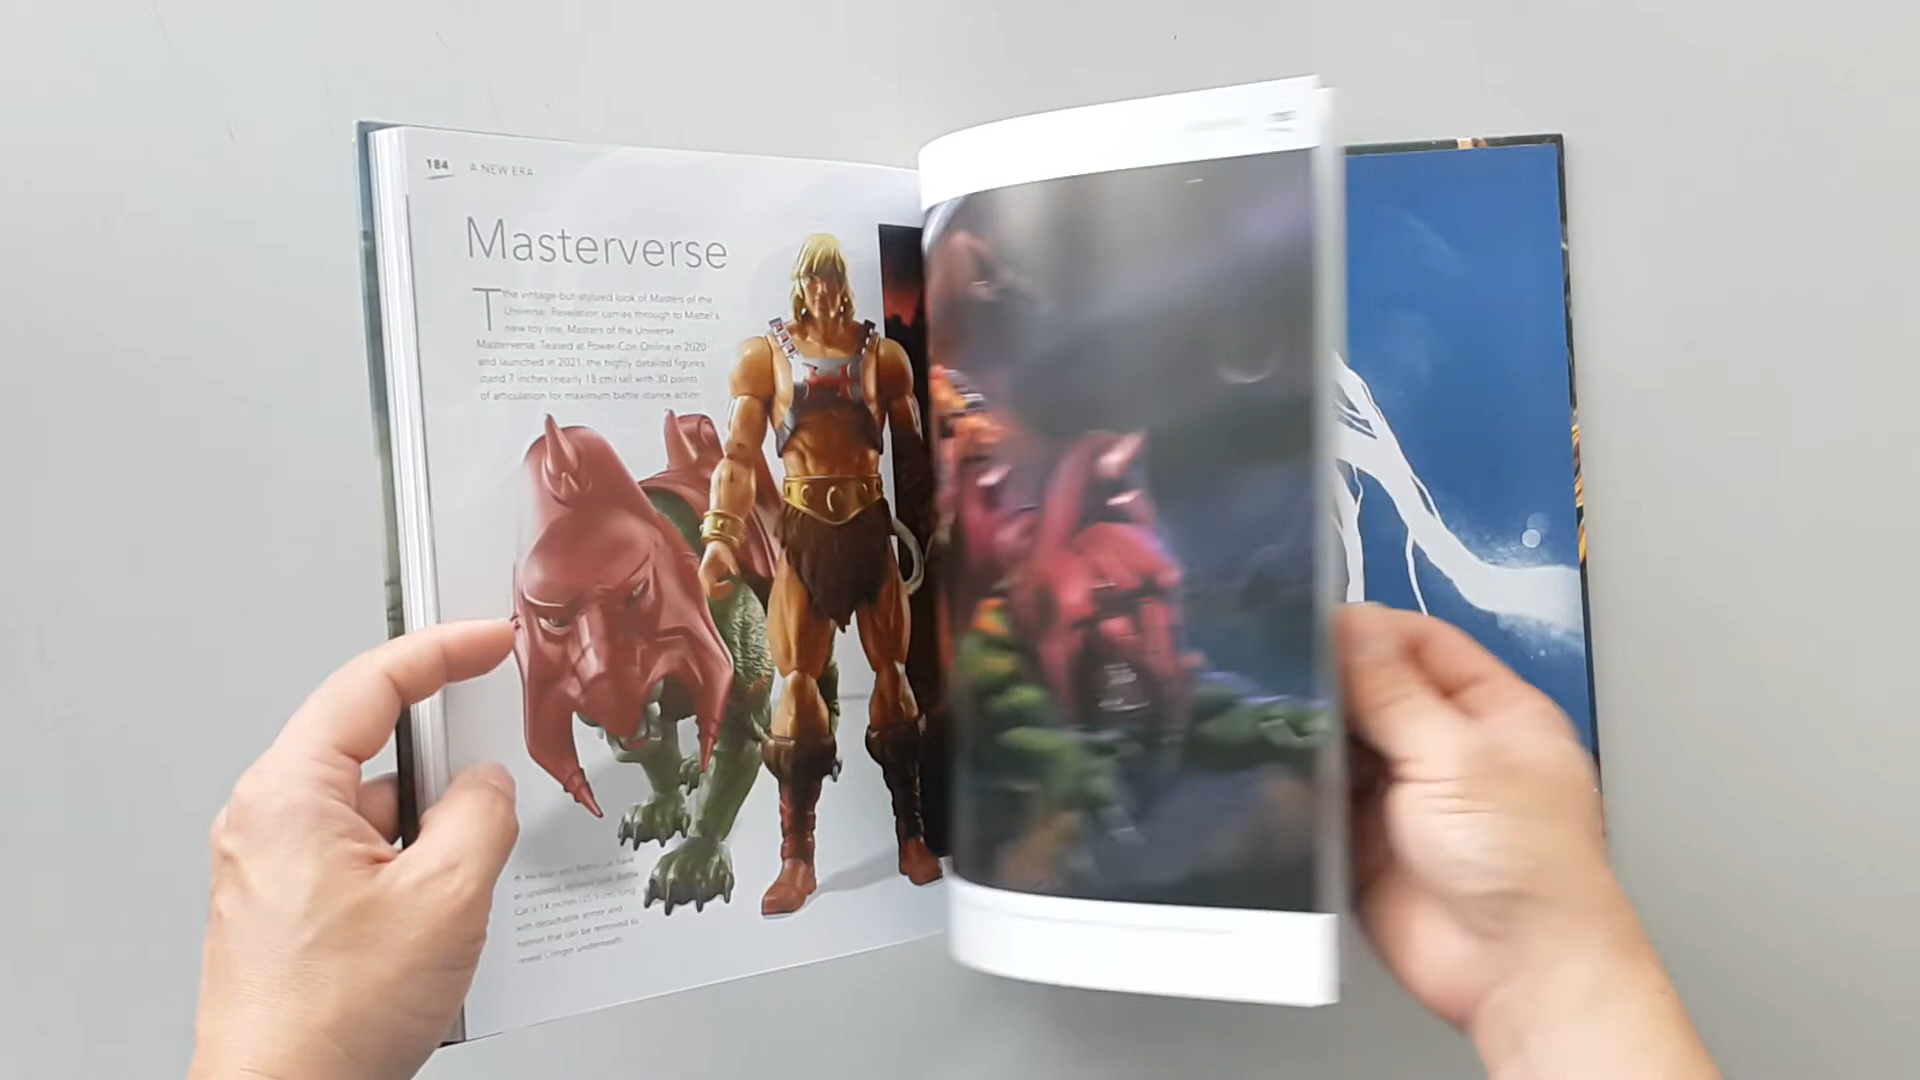 184 A NEW ERA
Masterverse
The vintage-but-stylized look of Masters of the
Universe: Revelation carries through to Mattel's
new toy line, Masters of the Universe
Masterverse. Teased at Power-Con Online in 2020
and launched in 2021, the highly detailed figures
stand 7 inches (nearly 18 cm) tall with 30 points
of articulation for maximum battle stance action.
He-Man and Battle Cat have
an updated, stylized look. Battle
Cat is 14 inches (35.5 cm) long
with detachable armor and
helmet that can be removed to
reveal Cringer underneath.